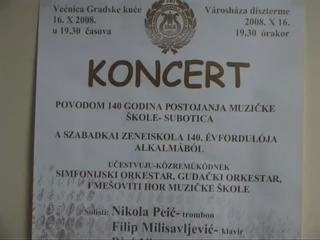 Većnica Gradske kuće Városháza díszterme
16. X 2008. 2008. X 16.
u 19,30 časova 19,30 órakor
KONCERT
POVODOM 140 GODINA POSTOJANJA MUZIČKE
ŠKOLE- SUBOTICA
A SZABADKAI ZENEISKOLA 140. ÉVFORDULÓJA
ALKALMÁBÓL
UČESTVUJU-KÖZREMŰKÖDNEK
SIMFONIJSKI ORKESTAR, GUDAČKI ORKESTAR,
I MEŠOVITI HOR MUZIČKE ŠKOLE
Solisti: Nikola Peić- trombon
Filip Milisavljević- klavir